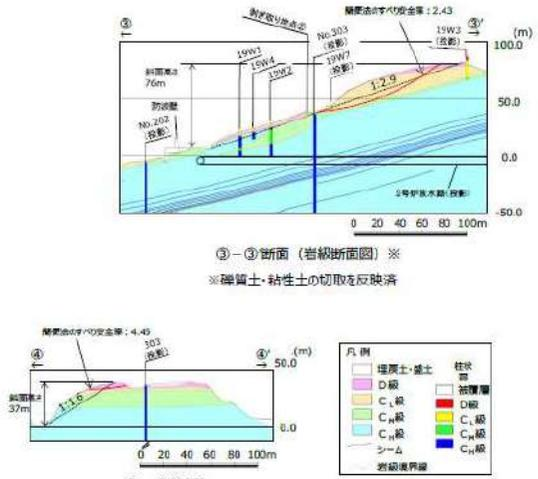 ③
剥ぎ取り地点②
簡便法のすべり安全率：2.43
③'
(m)
100.0
50.0
0.0
-50.0
斜面高さ
76m
防波壁
No.202
(投影)
19W1
19W4
19W2
No.303
(投影)
19W7
(投影)
19W3
(投影)
1:2.9
2号炉放水路(投影)
0 20 40 60 80 100m
③－③'断面（岩級断面図）※
※礫質土・粘性土の切取を反映済
簡便法のすべり安全率：4.45
④
303
(投影)
④'
(m)
50.0
0.0
斜面高さ
37m
1:1.6
0 20 40 60 80 100m
凡例
埋戻土・盛土
D級
CL級
CM級
CH級
シーム
岩級境界線
柱状図
被覆層
D級
CL級
CM級
CH級